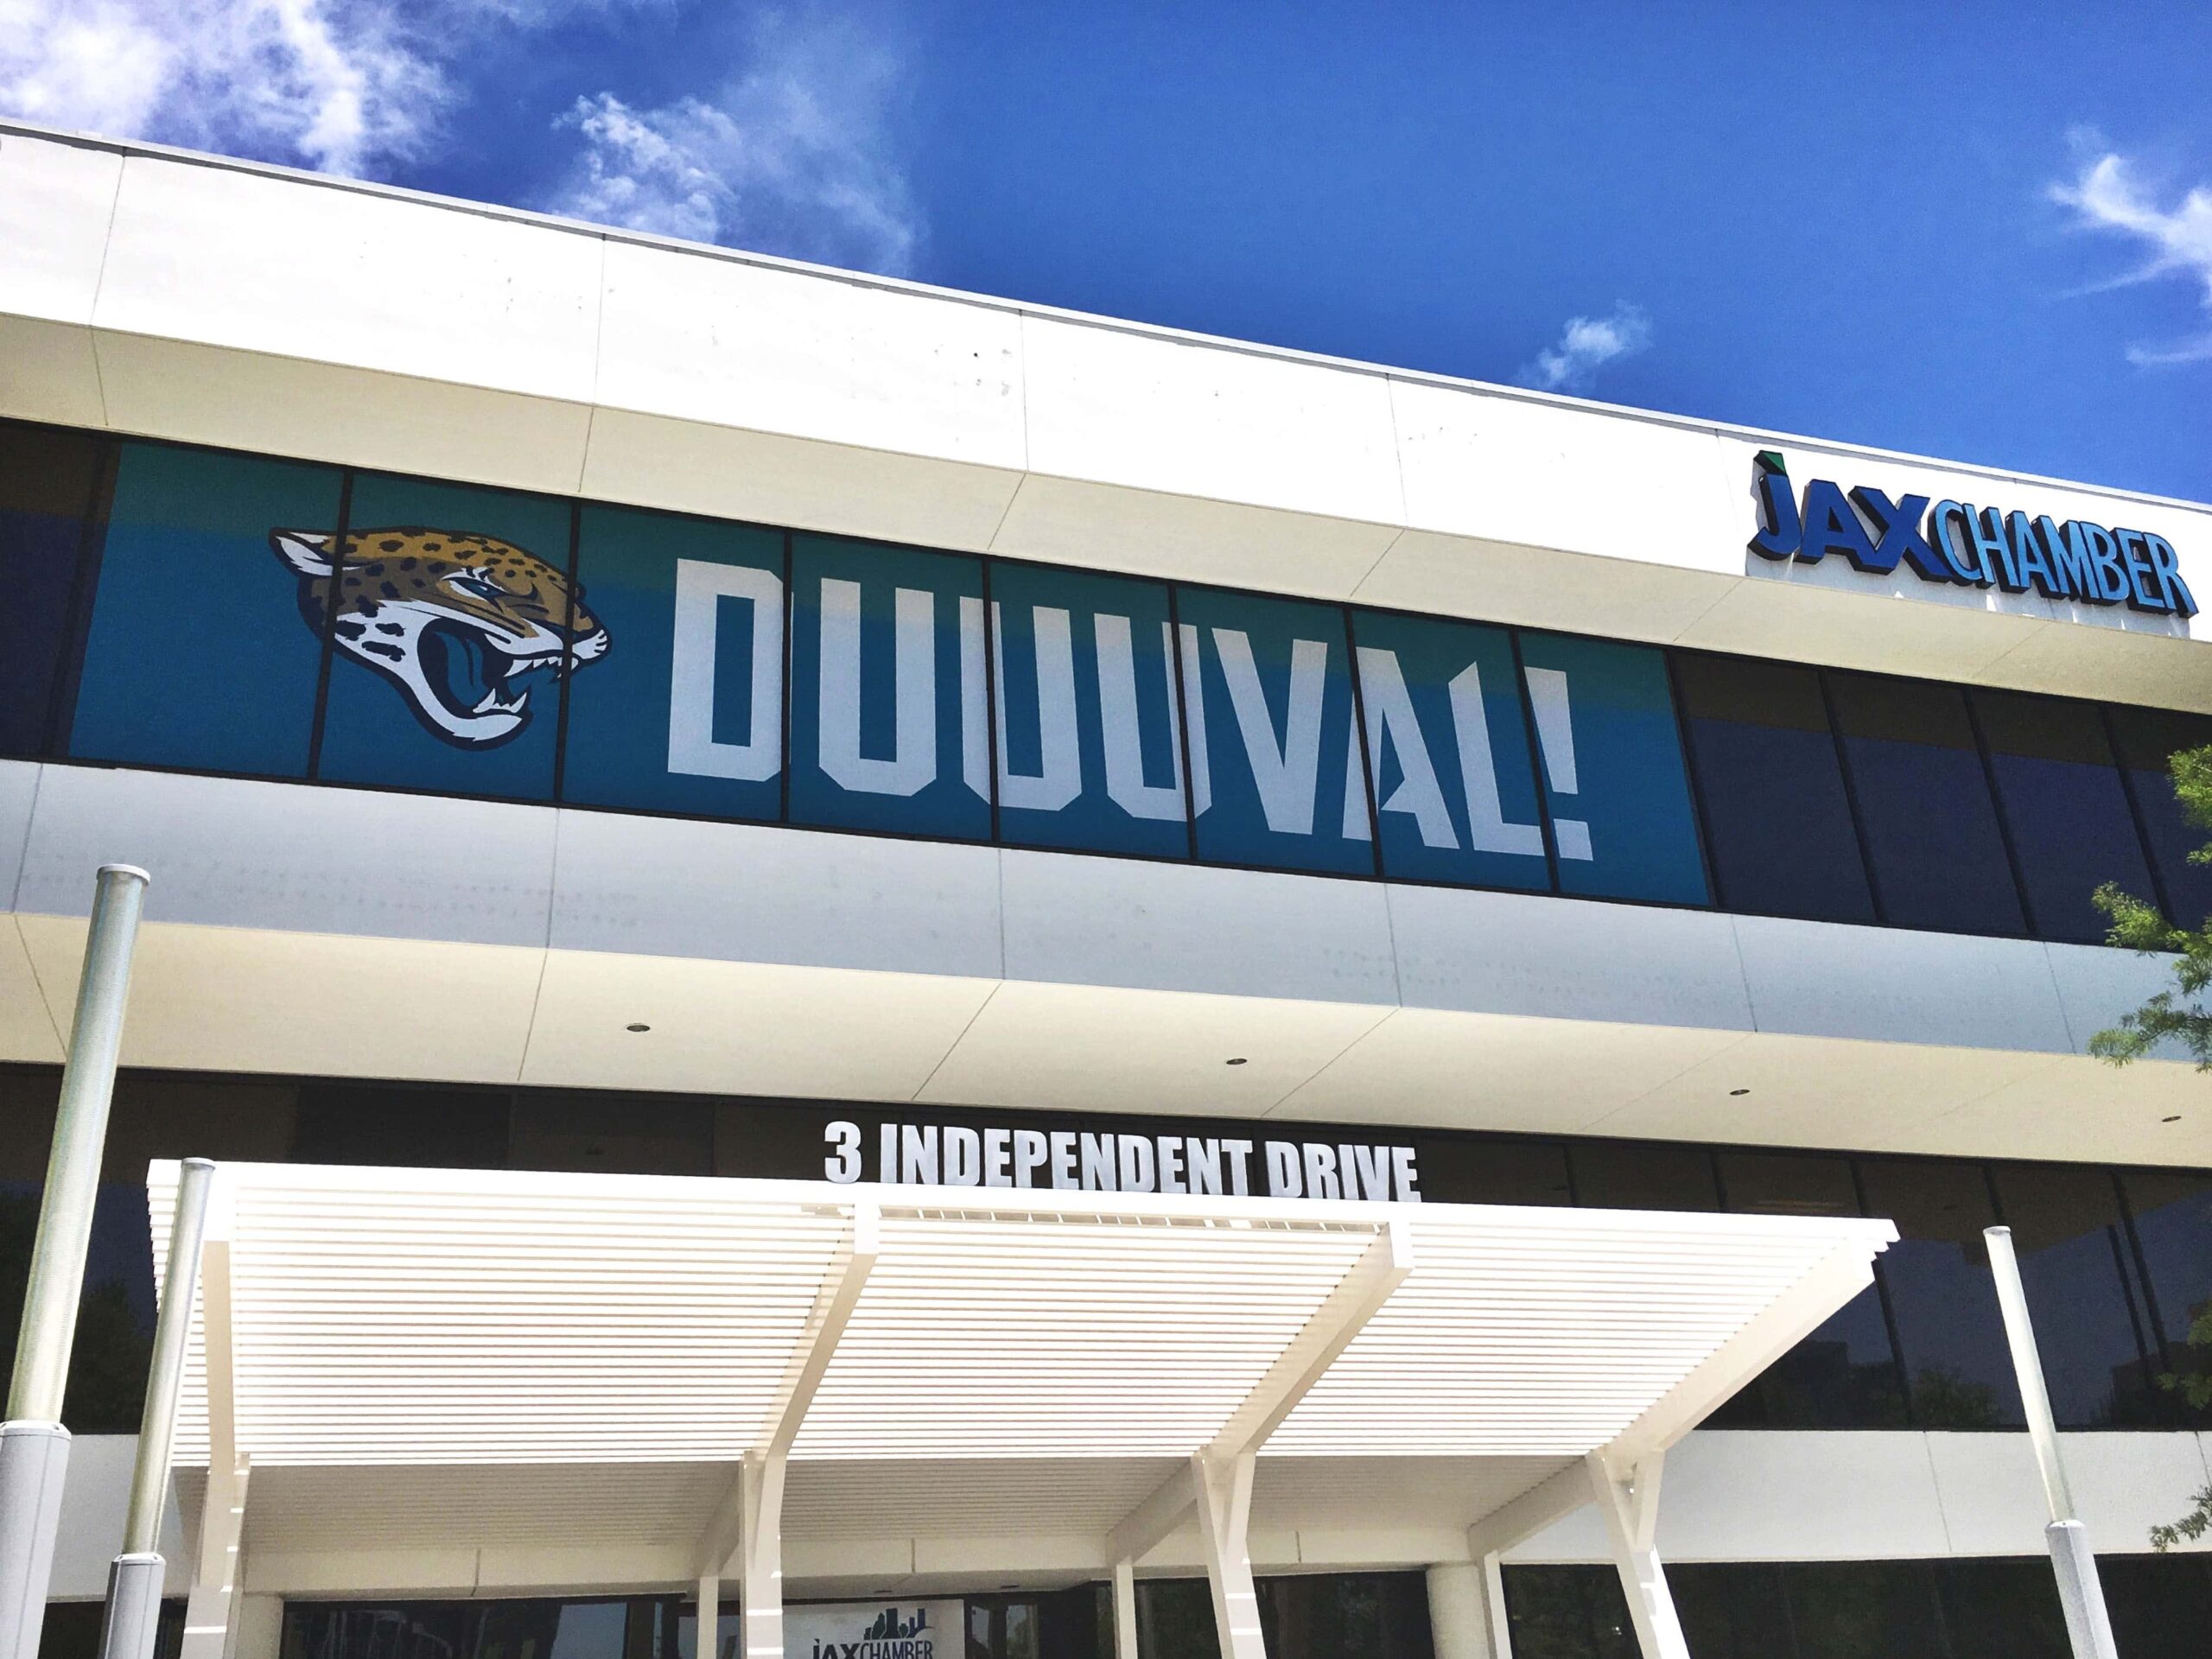 JAXCHAMBER
DUUUVAL!
3 INDEPENDENT DRIVE
JAXCHAMBER